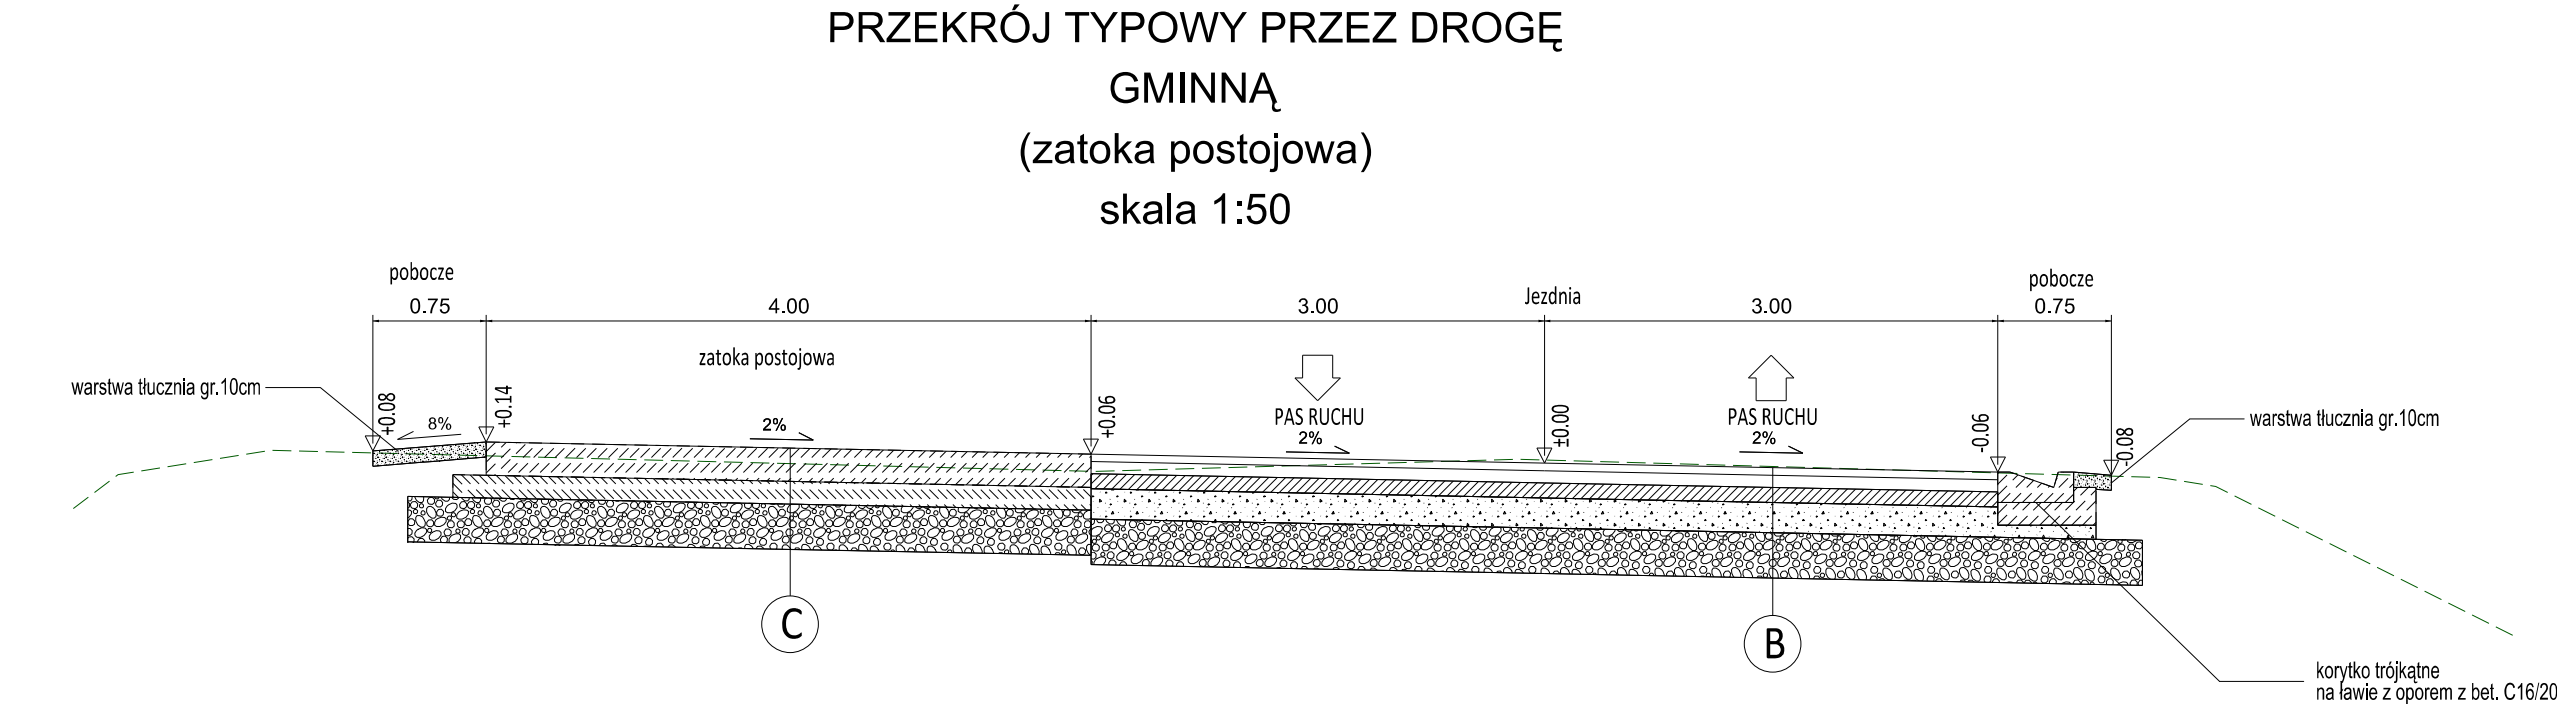 PRZEKRÓJ TYPOWY PRZEZ DROGĘ
GMINNĄ
(zatoka postojowa)
skala 1:50
pobocze
0.75
4.00
3.00
Jezdnia
3.00
pobocze
0.75
zatoka postojowa
warstwa tłucznia gr.10cm
+0.08
8%
+0.14
2%
+0.06
PAS RUCHU
2%
±0.00
PAS RUCHU
2%
-0.06
-0.08
warstwa tłucznia gr.10cm
C
B
korytko trójkątne
na ławie z oporem z bet. C16/20